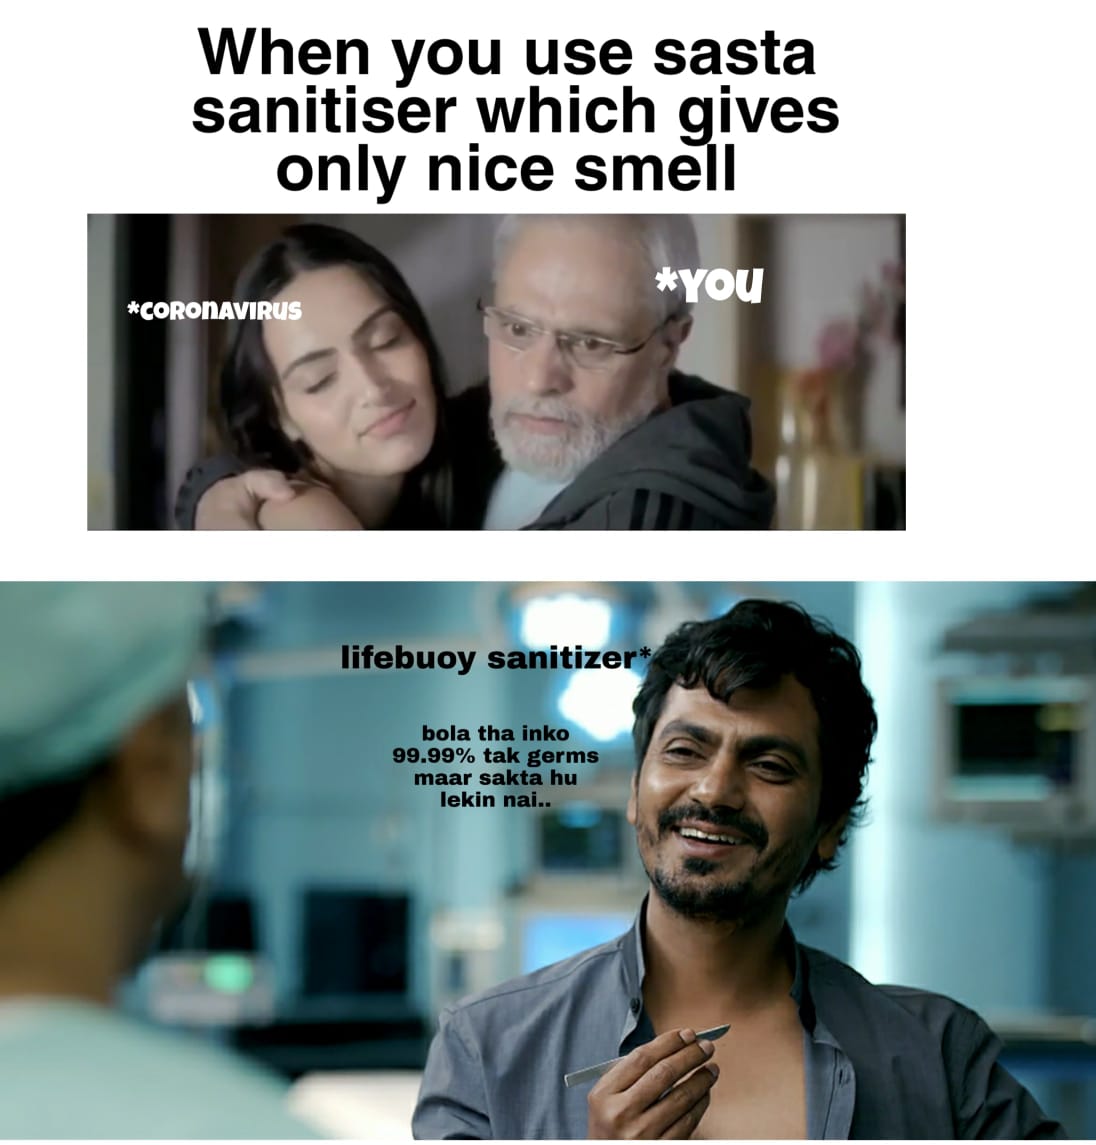 When you use sasta
sanitiser which gives
only nice smell
*CORONAVIRUS
*YOU
lifebuoy sanitizer*
bola tha inko
99.99% tak germs
maar sakta hu
lekin nai..